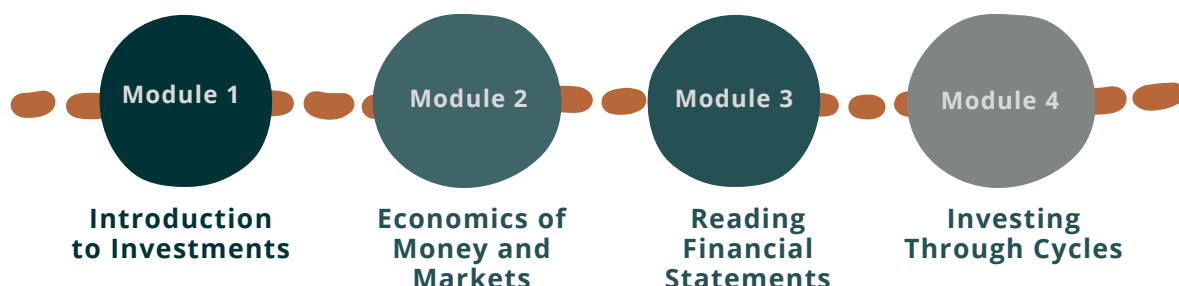 Module 1
Introduction
to Investments
Module 2
Economics of
Money and
Markets
Module 3
Reading
Financial
Statements
Module 4
Investing
Through Cycles